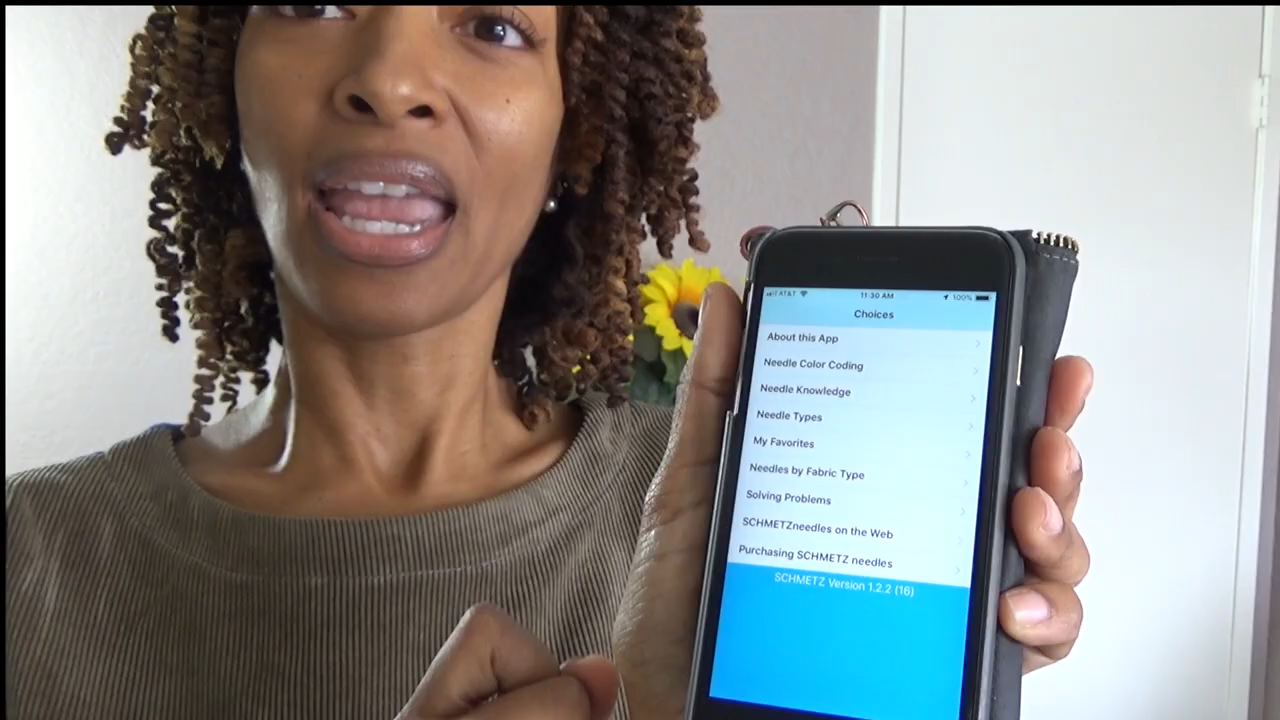 AT&T 11:30 AM 100%
Choices
About this App
Needle Color Coding
Needle Knowledge
Needle Types
My Favorites
Needles by Fabric Type
Solving Problems
SCHMETZneedles on the Web
Purchasing SCHMETZ needles
SCHMETZ Version 1.2.2 (16)